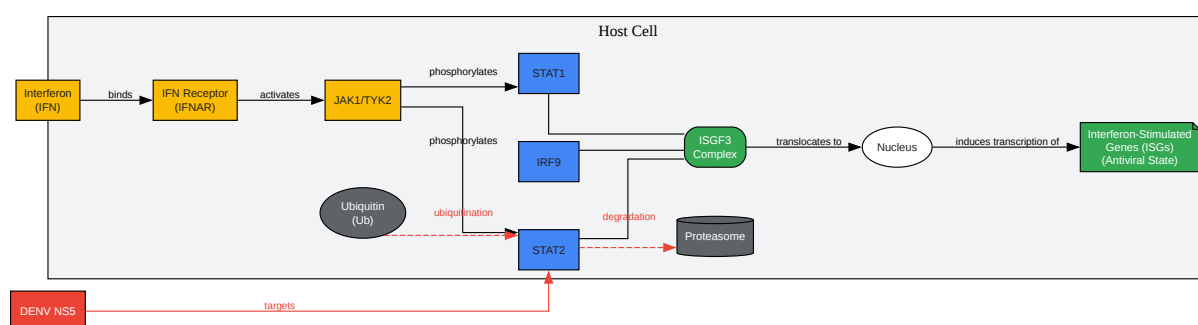 Host Cell
Interferon
(IFN)
binds
IFN Receptor
(IFNAR)
activates
JAK1/TYK2
phosphorylates
STAT1
phosphorylates
IRF9
ISGF3
Complex
translocates to
Nucleus
induces transcription of
Interferon-Stimulated
Genes (ISGs)
(Antiviral State)
Ubiquitin
(Ub)
ubiquitination
STAT2
degradation
Proteasome
DENV NS5
targets